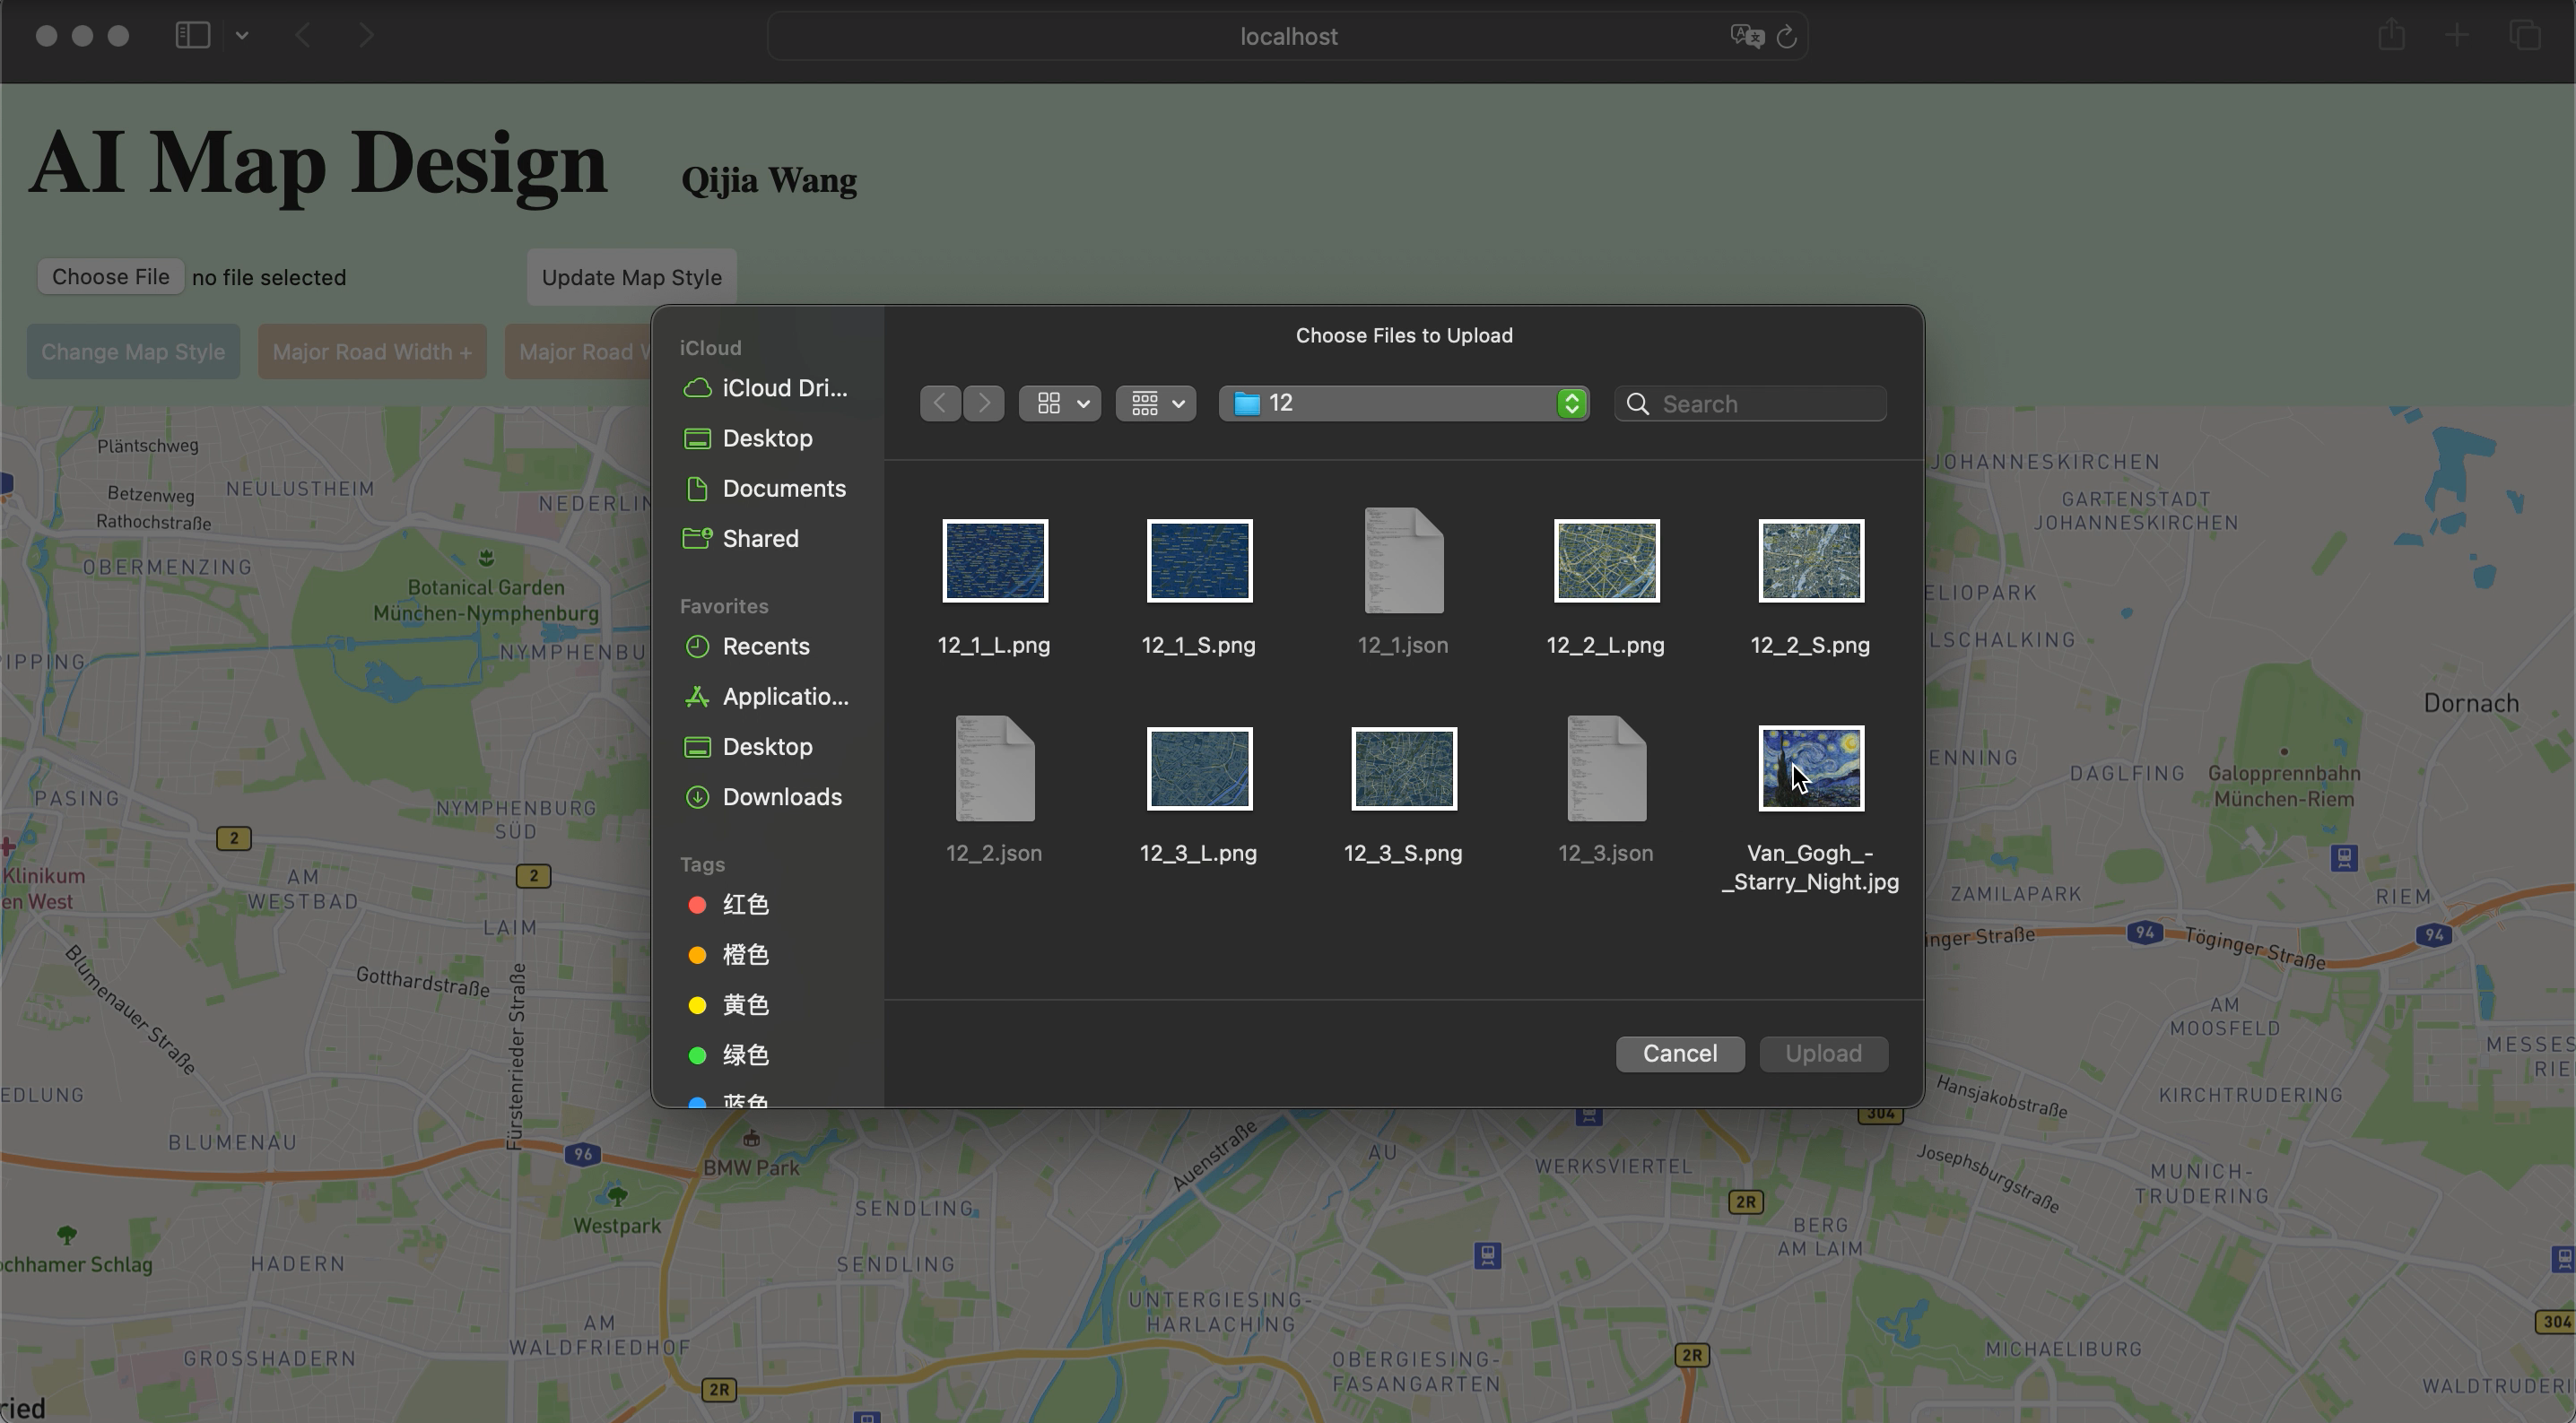 localhost
AI Map Design
Qijia Wang
Choose File no file selected
Update Map Style
Change Map Style
Major Road Width +
Major Road W
Choose Files to Upload
iCloud
iCloud Dri...
Desktop
Documents
Shared
Favorites
Recents
Applicatio...
Desktop
Downloads
Tags
红色
橙色
黄色
绿色
蓝色
12
Search
12_1_L.png
12_1_S.png
12_1.json
12_2_L.png
12_2_S.png
12_2.json
12_3_L.png
12_3_S.png
12_3.json
Van_Gogh_-
_Starry_Night.jpg
Cancel
Upload
Pläntschweg
Betzenweg
Rathochstraße
NEULUSTHEIM
NEDERLIN
OBERMENZING
Botanical Garden
München-Nymphenburg
NYMPHENBU
IPPING
PASING
NYMPHENBURG
SÜD
2
2
Klinikum
en West
AM
WESTBAD
LAIM
Gotthardstraße
Blumenauer Straße
Fürstenrieder Straße
EDLUNG
BLUMENAU
96
BMW Park
Westpark
ochhamer Schlag
HADERN
SENDLING
SENDLING
AM
WALDFRIEDHOF
GROSSHADERN
2R
ried
Auenstraße
AU
UNTERGIESING-
HARLACHING
WERKSVIERTEL
2R
2R
OBERGIESING-
FASANGARTEN
BERG
AM LAIM
304
Hansjakobstraße
Josephsburgstraße
MUNICH-
TRUDERING
KIRCHTRUDERING
MICHAELIBURG
WALDTRUDERI
304
JOHANNESKIRCHEN
GARTENSTADT
JOHANNESKIRCHEN
ELIOPARK
LSCHALKING
Dornach
ENNING
DAGLFING
Galopprennbahn
München-Riem
ZAMILAPARK
RIEM
inger Straße
94
Töginger Straße
94
AM
MOOSFELD
MESSES
RIE